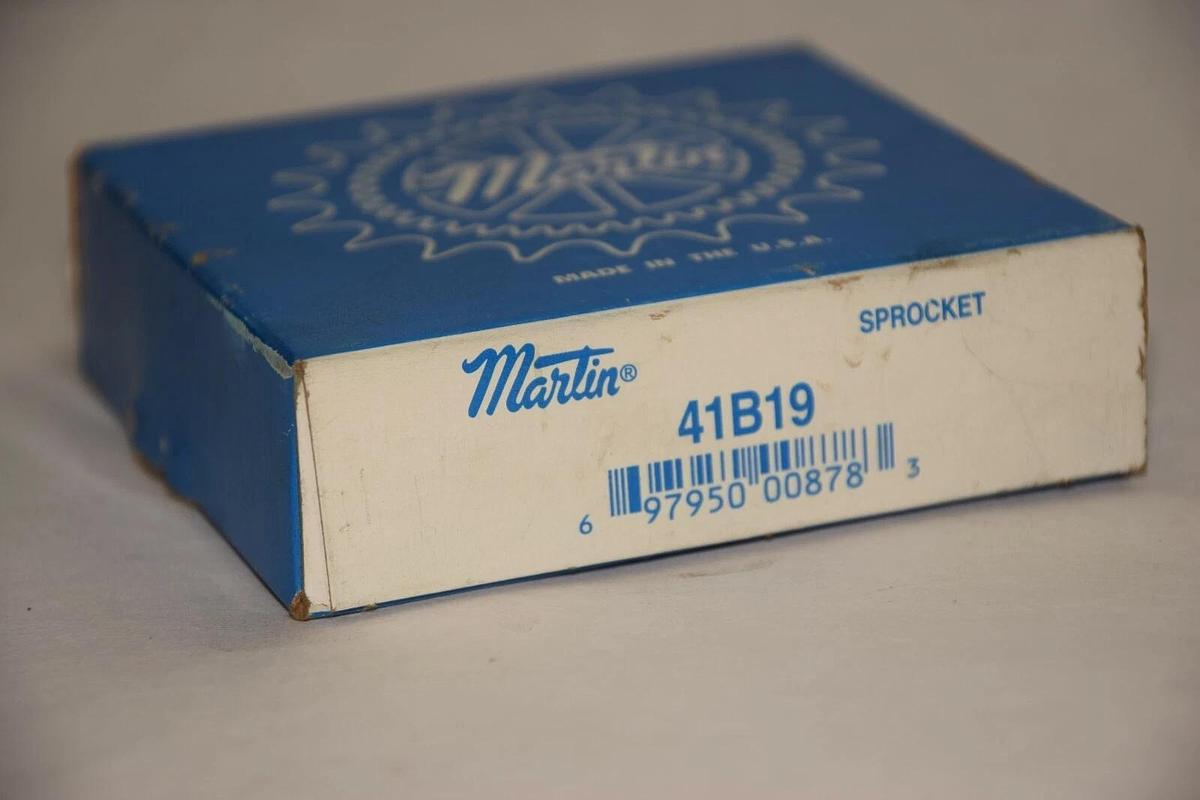 Martin
MADE IN THE U.S.A.
SPROCKET
Martin®
41B19
6 97950 00878 3